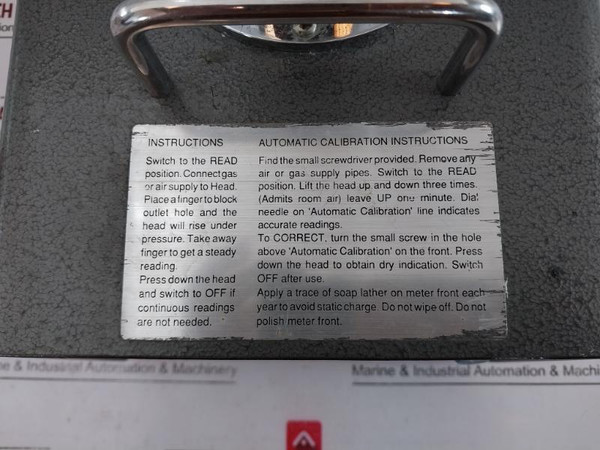 TH
ion
INSTRUCTIONS
Switch to the READ
position. Connect gas
or air supply to Head.
Place a finger to block
outlet hole and the
head will rise under
pressure. Take away
finger to get a steady
reading.
Press down the head
and switch to OFF if
continuous readings
are not needed.
AUTOMATIC CALIBRATION INSTRUCTIONS
Find the small screwdriver provided. Remove any
air or gas supply pipes. Switch to the READ
position. Lift the head up and down three times.
(Admits room air) leave UP one minute. Dial
needle on 'Automatic Calibration' line indicates
accurate readings.
To CORRECT, turn the small screw in the hole
above 'Automatic Calibration' on the front. Press
down the head to obtain dry indication. Switch
OFF after use.
Apply a trace of soap lather on meter front each
year to avoid static charge. Do not wipe off. Do not
polish meter front.
ne & Industrial Automation & Machinery
Marine & Industrial Automation & Machi